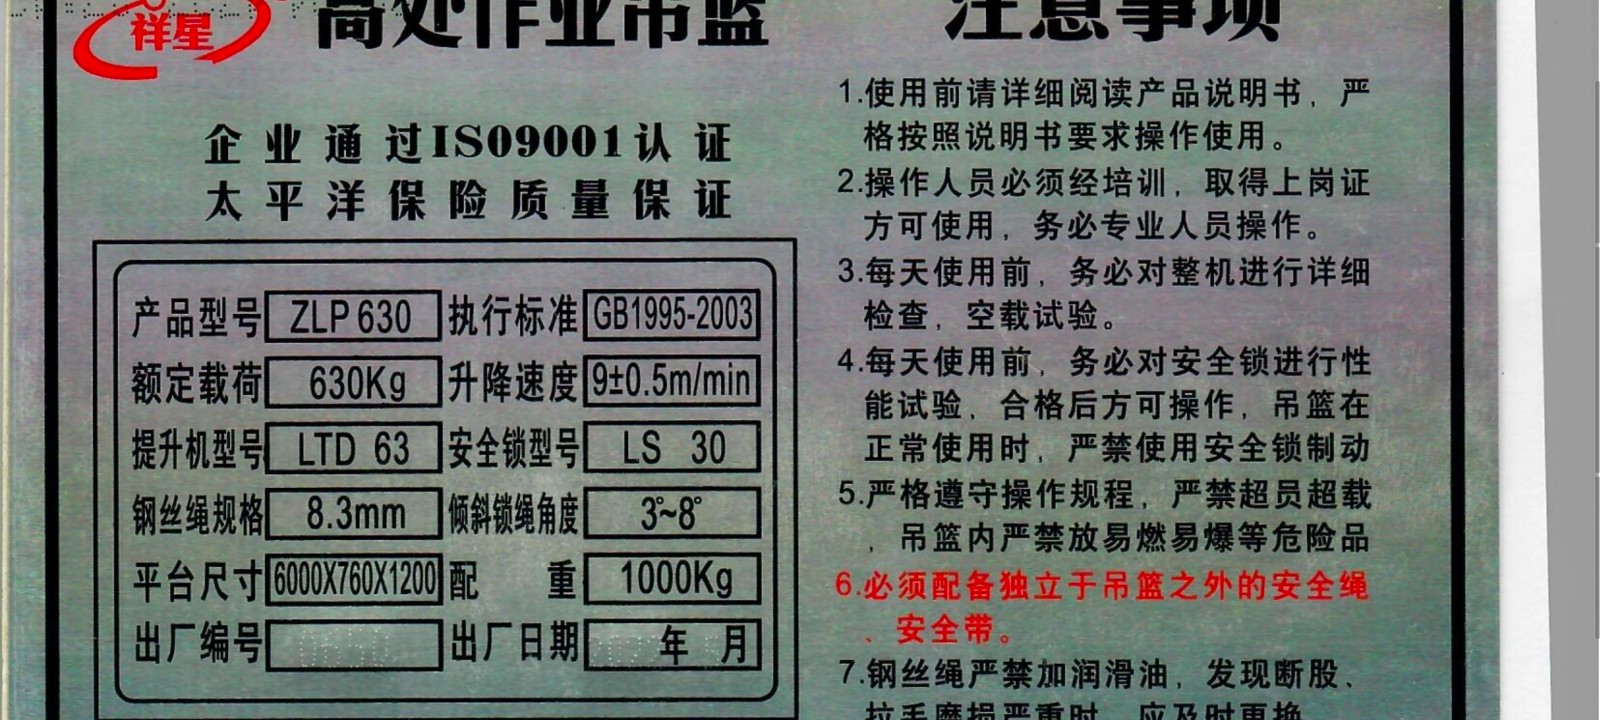 祥星
高处作业吊篮
企业通过ISO9001认证
太平洋保险质量保证
产品型号 ZLP630 执行标准 GB1995-2003
额定载荷 630Kg 升降速度 9±0.5m/min
提升机型号 LTD 63 安全锁型号 LS 30
钢丝绳规格 8.3mm 倾斜锁绳角度 3°~8°
平台尺寸 6000X760X1200 配 重 1000Kg
出厂编号 出厂日期 年 月
注意事项
1.使用前请详细阅读产品说明书，严
格按照说明书要求操作使用。
2.操作人员必须经培训，取得上岗证
方可使用，务必专业人员操作。
3.每天使用前，务必对整机进行详细
检查，空载试验。
4.每天使用前，务必对安全锁进行性
能试验，合格后方可操作，吊篮在
正常使用时，严禁使用安全锁制动
5.严格遵守操作规程，严禁超员超载
，吊篮内严禁放易燃易爆等危险品
6.必须配备独立于吊篮之外的安全绳
、安全带。
7.钢丝绳严禁加润滑油，发现断股、
拉毛磨损严重时，应及时更换